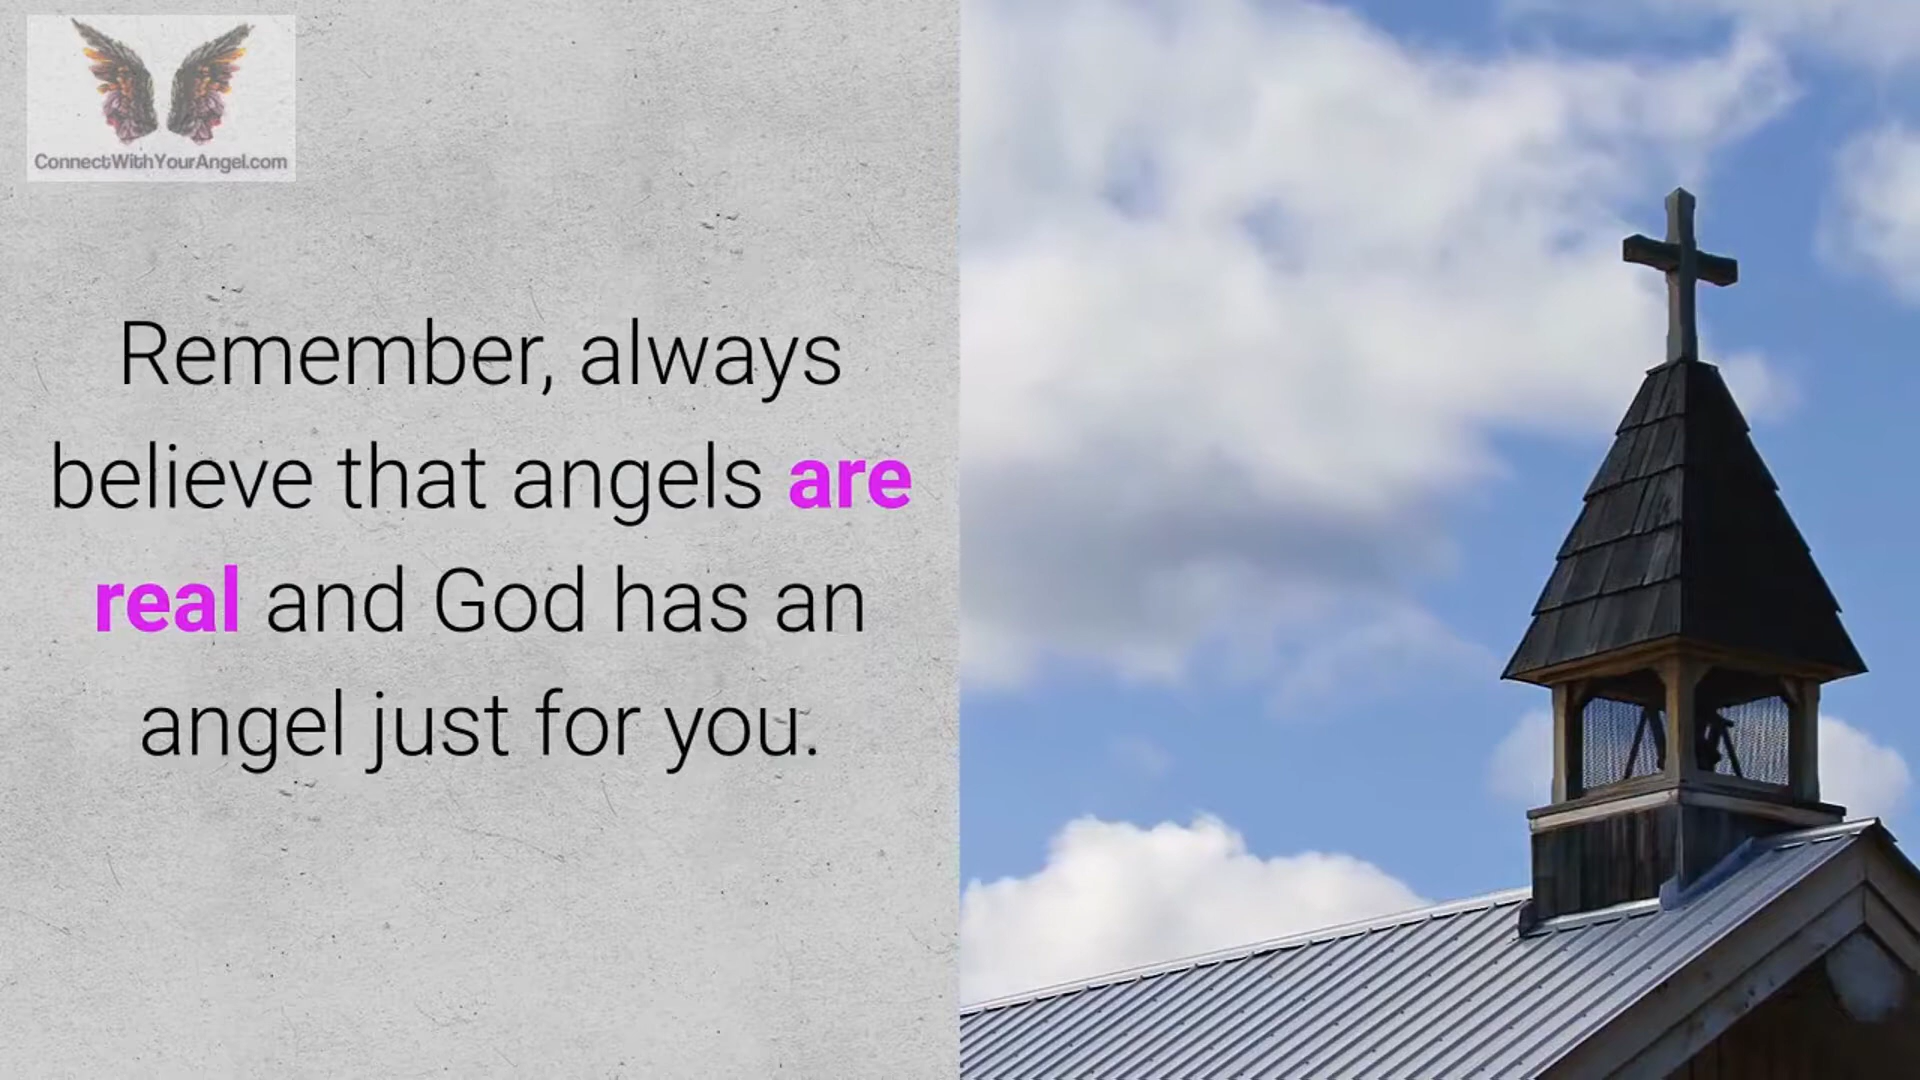 ConnectWithYourAngel.com
Remember, always
believe that angels are
real and God has an
angel just for you.